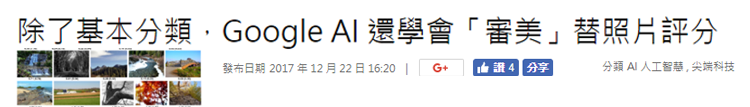 除了基本分類，Google AI 還學會「審美」替照片評分
發布日期 2017 年 12 月 22 日 16:20 | G+ 讚 4 分享 分類 AI 人工智慧 , 尖端科技